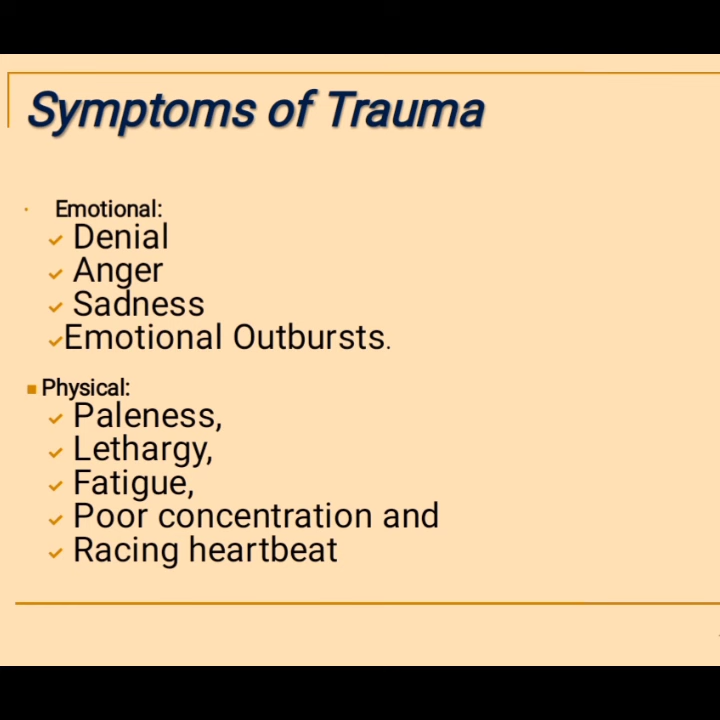 Symptoms of Trauma
Emotional:
Denial
Anger
Sadness
Emotional Outbursts.
Physical:
Paleness,
Lethargy,
Fatigue,
Poor concentration and
Racing heartbeat